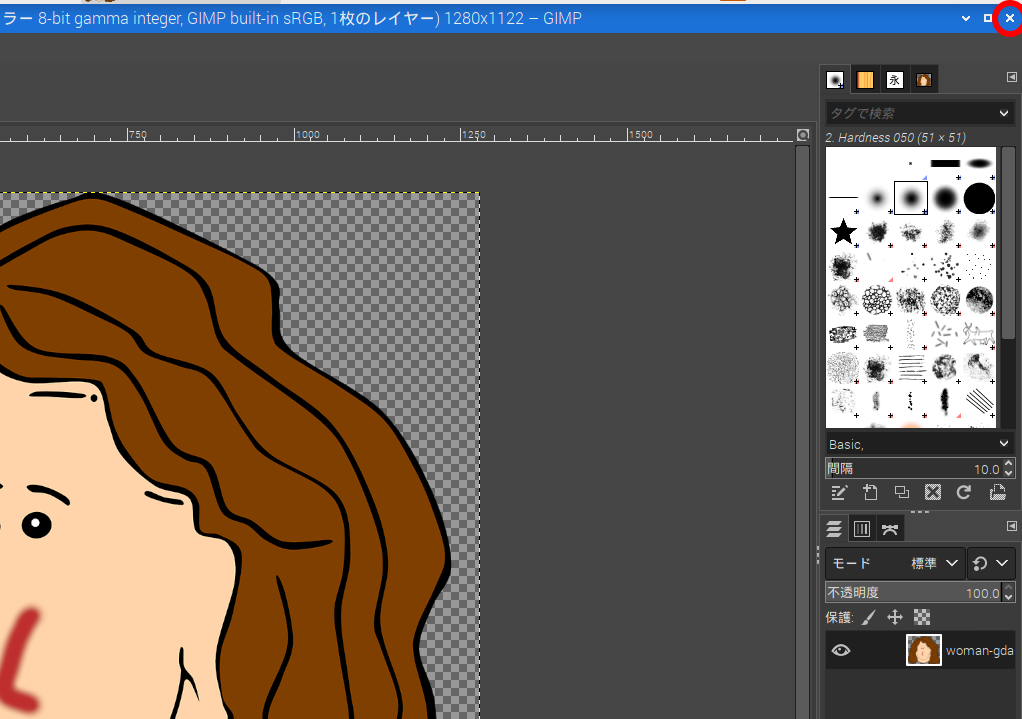 ラー 8-bit gamma integer, GIMP built-in sRGB, 1枚のレイヤー) 1280x1122 – GIMP
750 1000 1250 1500
永
タグで検索
2. Hardness 050 (51 × 51)
Basic,
間隔 10.0
モード 標準
不透明度 100.0
保護:
woman-gda